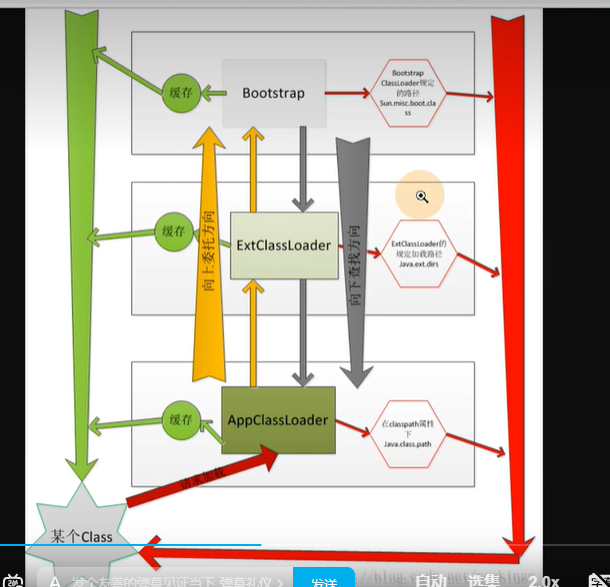 缓存
Bootstrap
Bootstrap
ClassLoader规定
的路径
Sun.misc.boot.cla
ss
向上委托方向
缓存
ExtClassLoader
向下查找方向
ExtClassLoader的
规定加载路径
Java.ext.dirs
缓存
AppClassLoader
在classpath属性
下
Java.class.path
请求加载
某个Class
发个友善的弹幕见证当下 弹幕礼仪 >
发送
自动
选集
2.0x